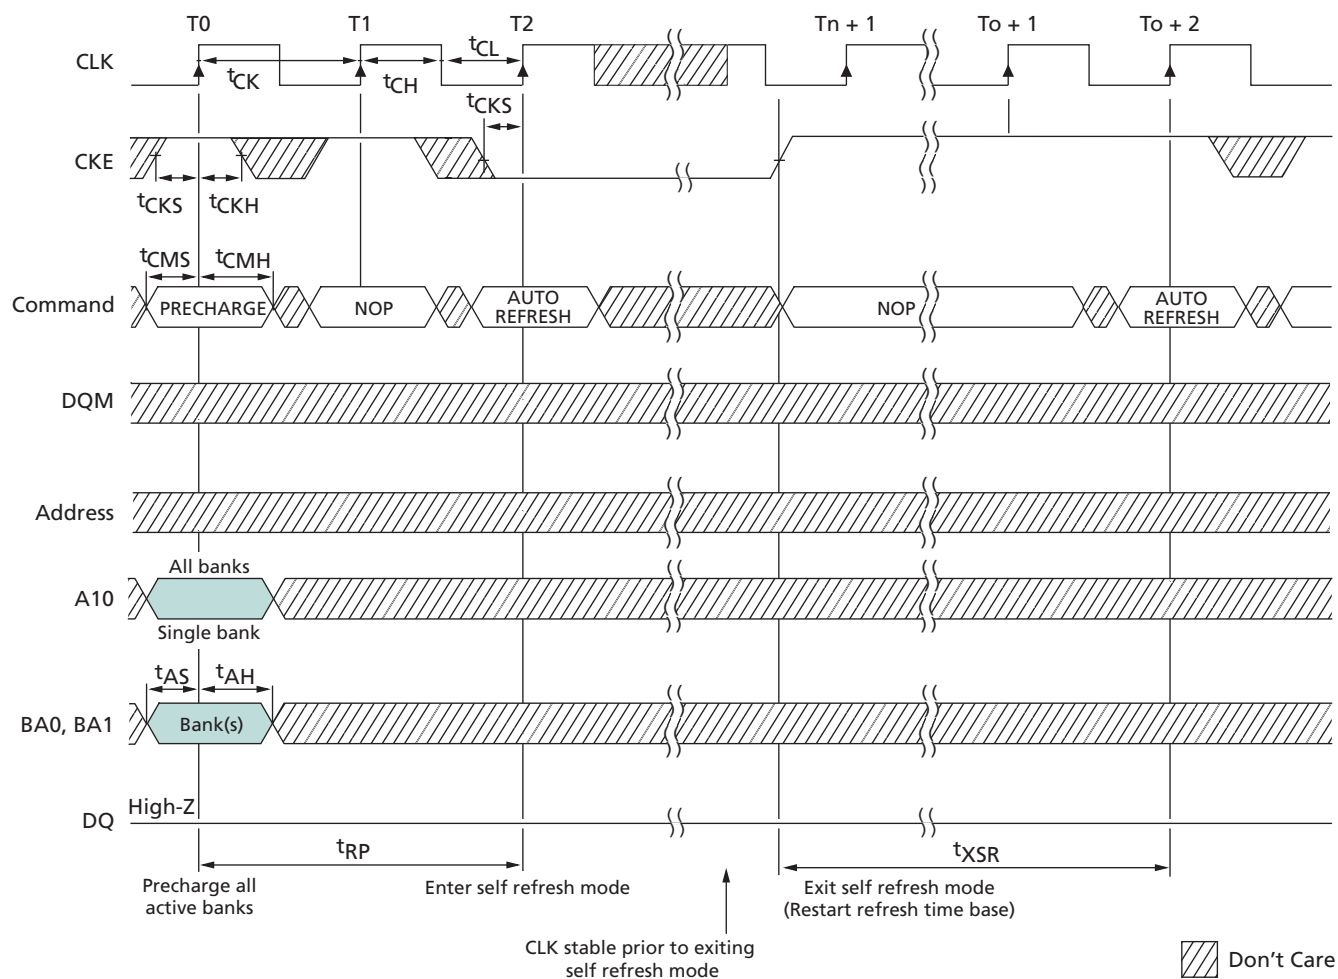 T0 T1 T2 Tn + 1 To + 1 To + 2
CLK
tCK tCH tCL
tCKS
CKE
tCKS tCKH
tCMS tCMH
Command PRECHARGE NOP AUTO REFRESH NOP AUTO REFRESH
DQM
Address
All banks
A10
Single bank
tAS tAH
BA0, BA1 Bank(s)
High-Z
DQ
tRP tXSR
Precharge all
active banks
Enter self refresh mode
Exit self refresh mode
(Restart refresh time base)
CLK stable prior to exiting
self refresh mode
Don't Care